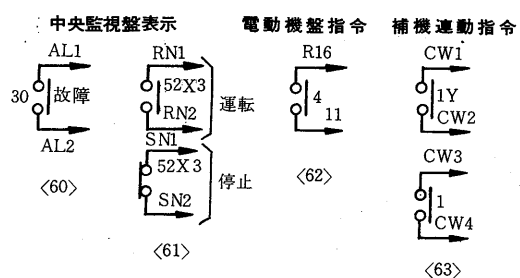 中央監視盤表示
電動機盤指令
補機連動指令
AL1
30 故障
AL2
〈60〉
RN1
52X3
RN2
運転
SN1
52X3
SN2
停止
〈61〉
R16
4
11
〈62〉
CW1
1Y
CW2
CW3
1
CW4
〈63〉